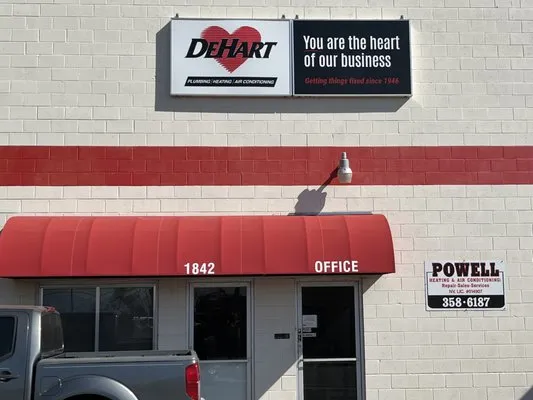 DEHART
PLUMBING | HEATING | AIR CONDITIONING
You are the heart
of our business
Getting things fixed since 1946
1842
OFFICE
POWELL
HEATING & AIR CONDITIONING
Repair-Sales-Services
358-6187